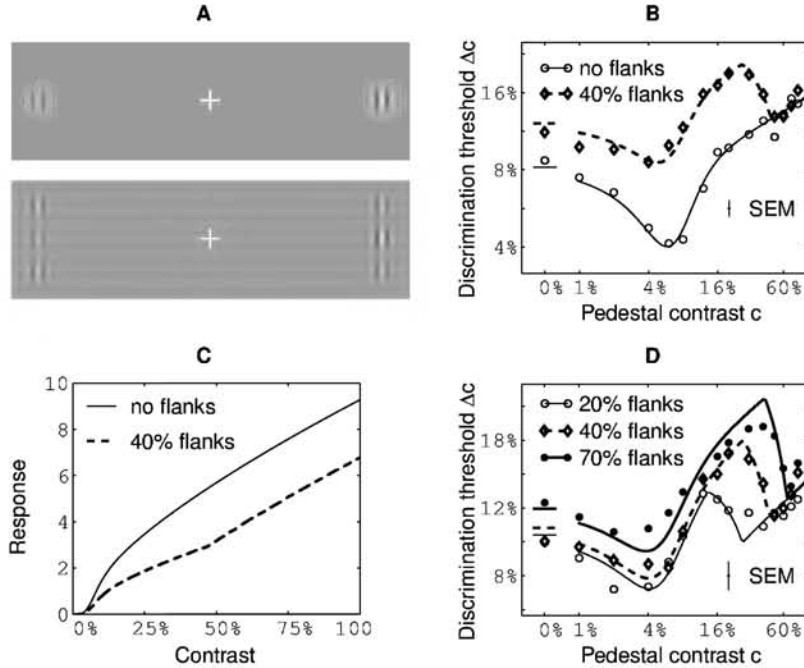 A
B
Discrimination threshold Δc
no flanks
40% flanks
16%
8%
4%
SEM
0% 1% 4% 16% 60%
Pedestal contrast c
C
Response
10
8
6
4
2
0
no flanks
40% flanks
0% 25% 50% 75% 100
Contrast
D
Discrimination threshold Δc
20% flanks
40% flanks
70% flanks
18%
12%
8%
SEM
0% 1% 4% 16% 60%
Pedestal contrast c